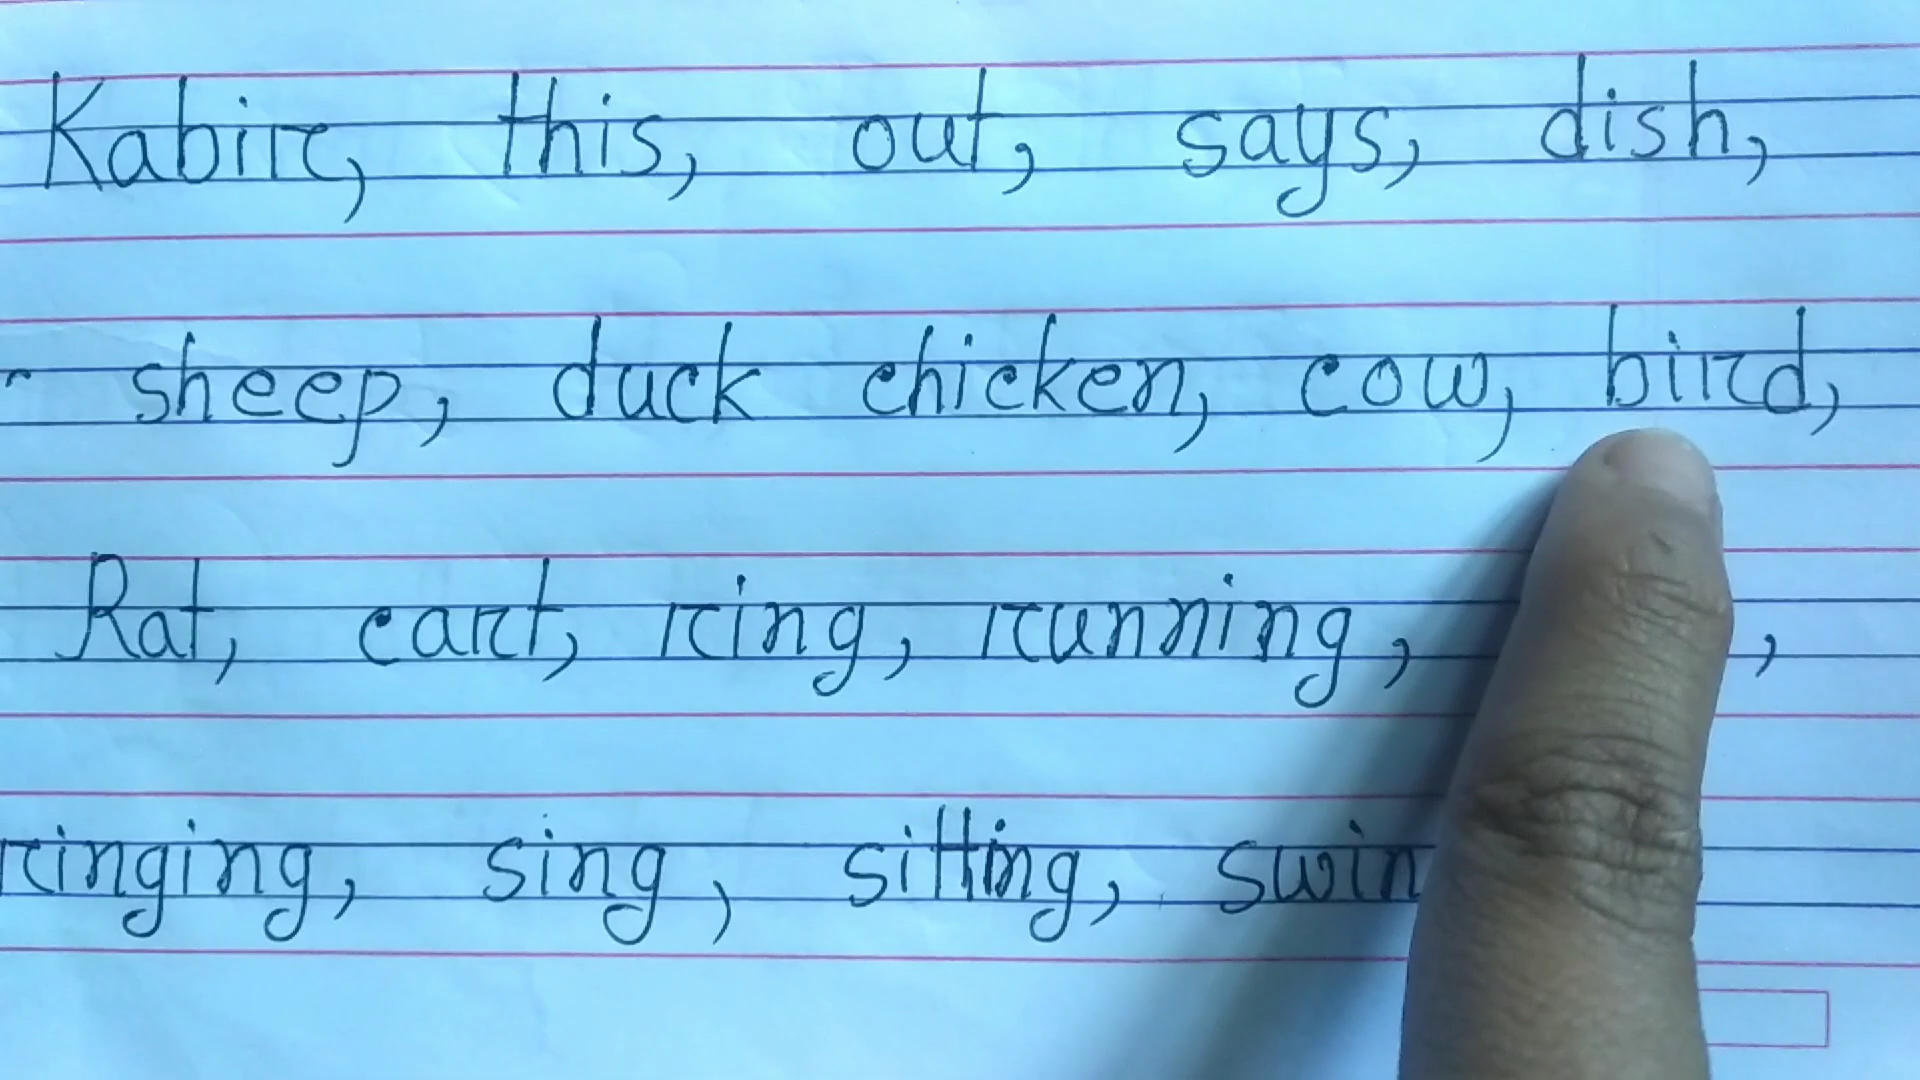 Kabir, this, out, says, dish,
sheep, duck chicken, cow, bird,
Rat, cart, ring, running, ,
ringing, sing, sitting,